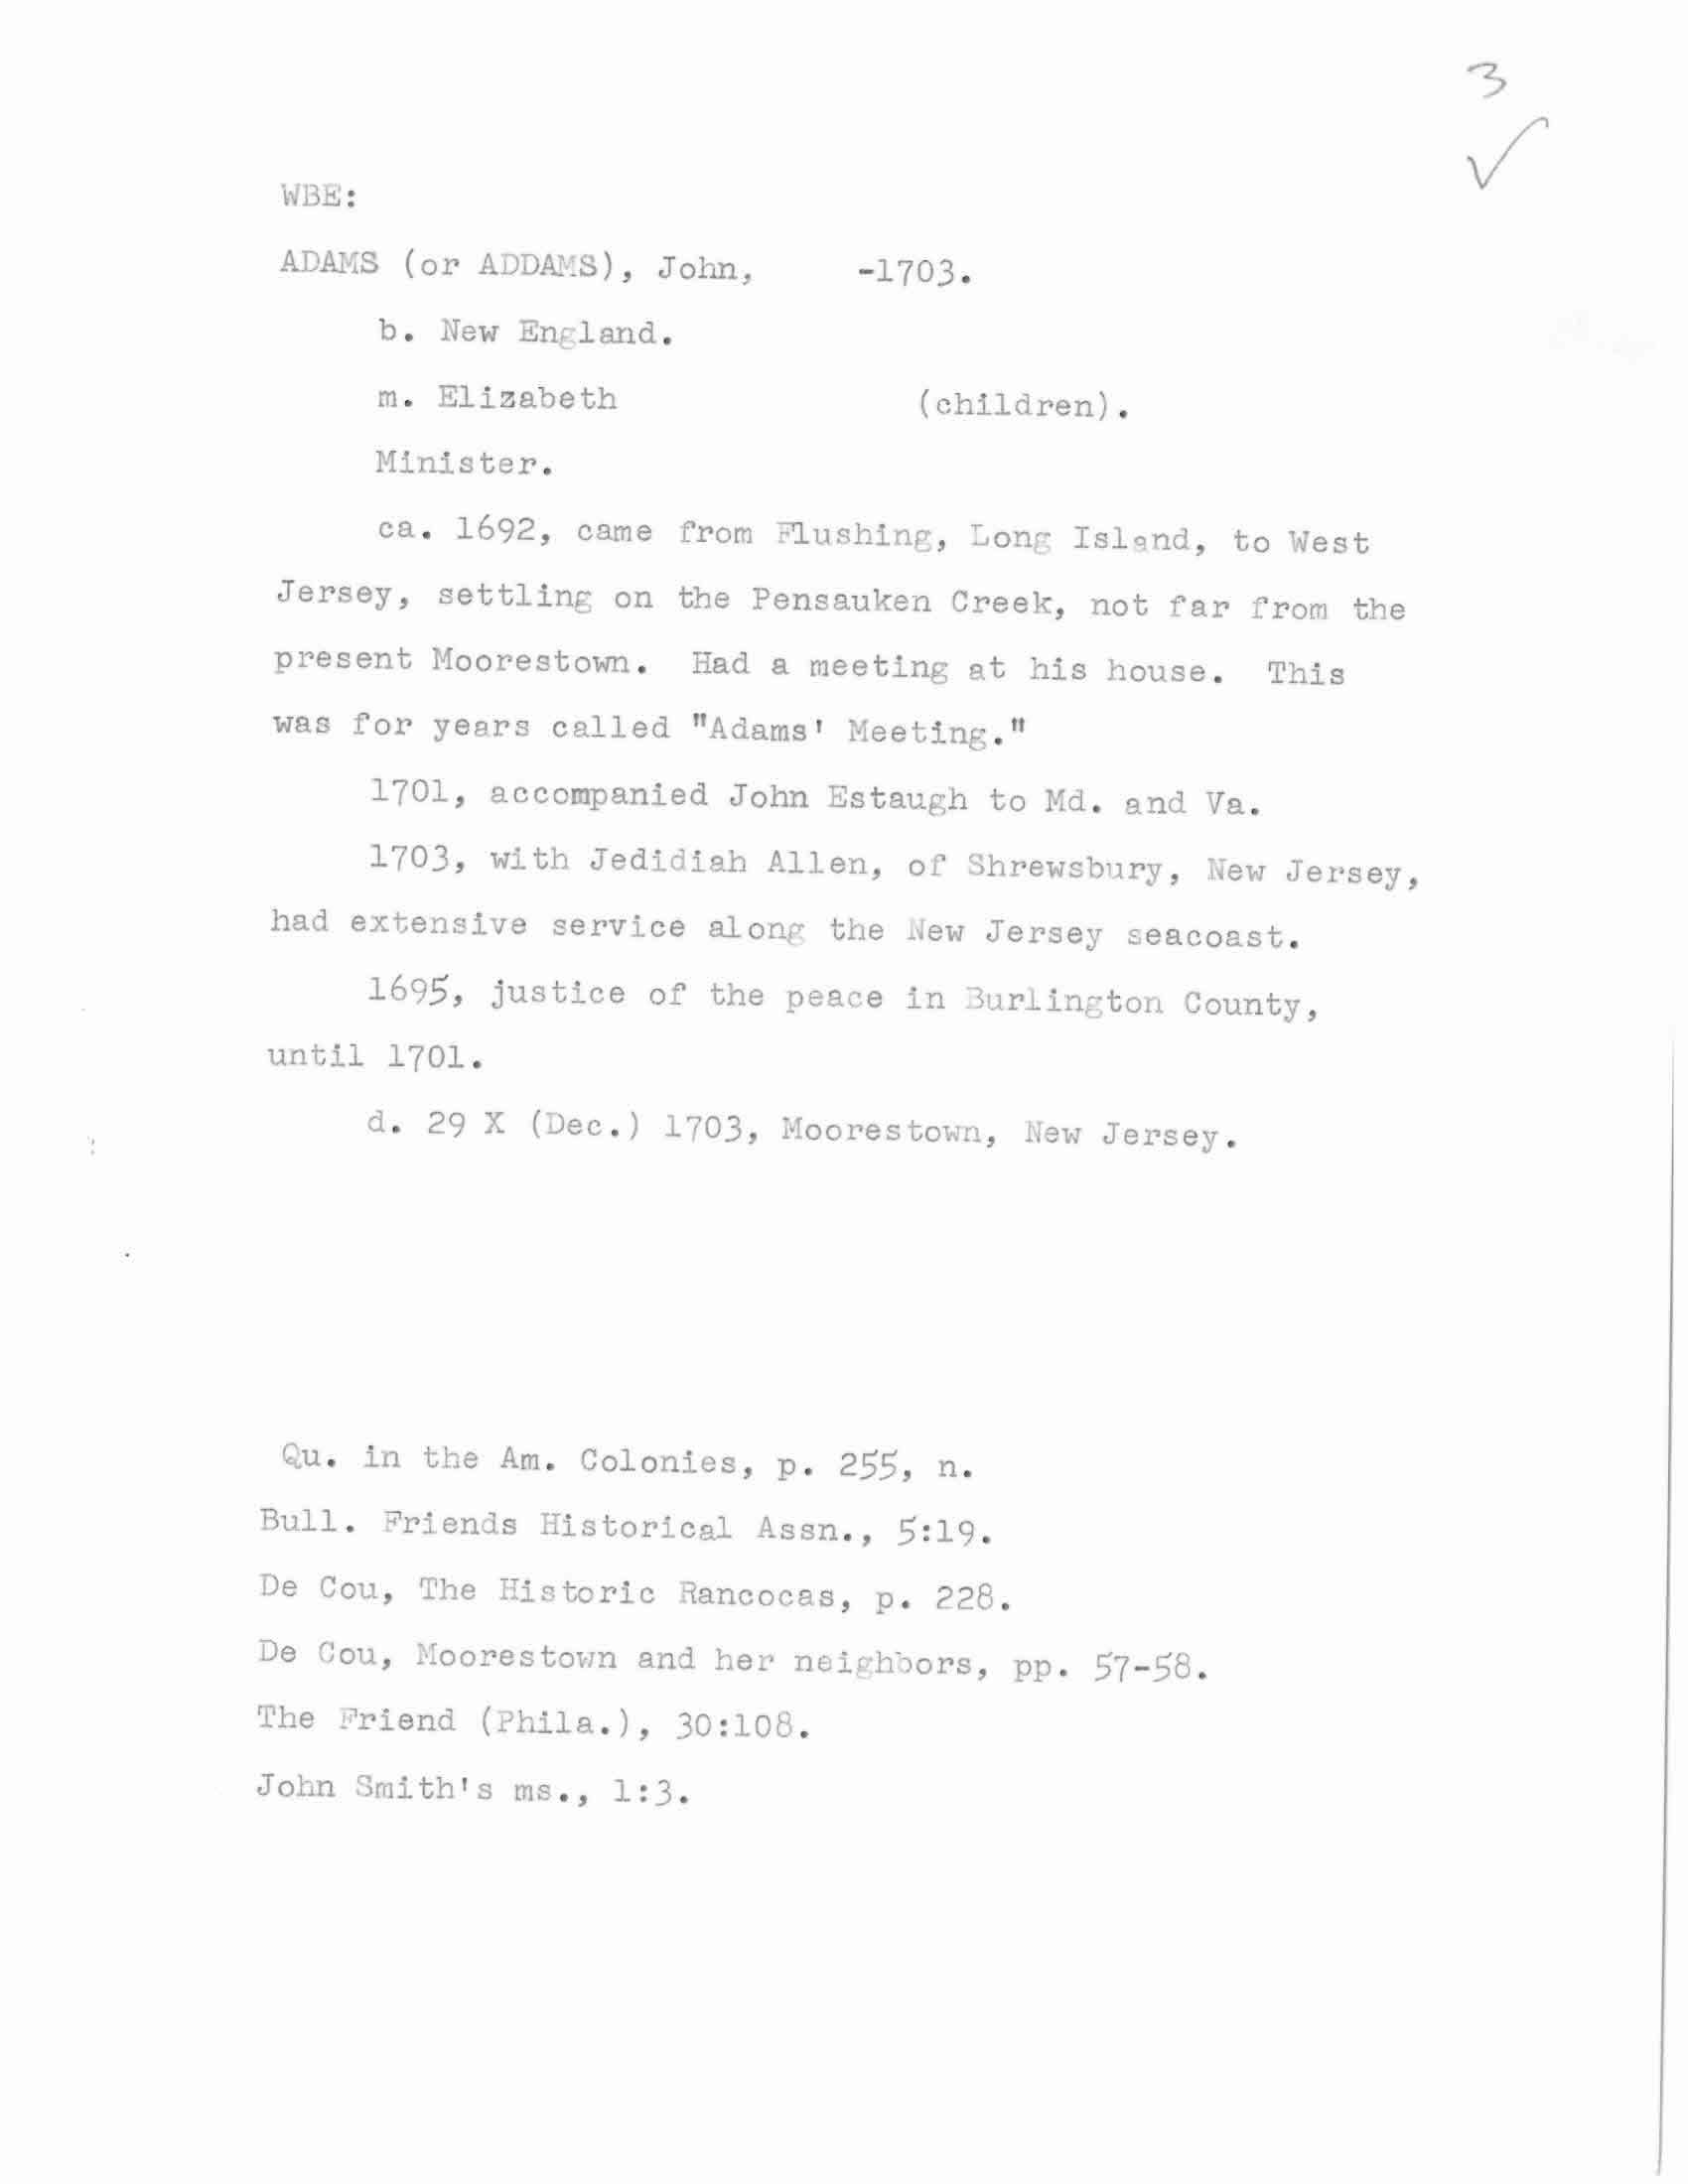 3
✓
WBE:
ADAMS (or ADDAMS), John, -1703.
b. New England.
m. Elizabeth (children).
Minister.
ca. 1692, came from Flushing, Long Island, to West
Jersey, settling on the Pensauken Creek, not far from the
present Moorestown. Had a meeting at his house. This
was for years called "Adams' Meeting."
1701, accompanied John Estaugh to Md. and Va.
1703, with Jedidiah Allen, of Shrewsbury, New Jersey,
had extensive service along the New Jersey seacoast.
1695, justice of the peace in Burlington County,
until 1701.
d. 29 X (Dec.) 1703, Moorestown, New Jersey.
Qu. in the Am. Colonies, p. 255, n.
Bull. Friends Historical Assn., 5:19.
De Cou, The Historic Rancocas, p. 228.
De Cou, Moorestown and her neighbors, pp. 57-58.
The Friend (Phila.), 30:108.
John Smith's ms., 1:3.